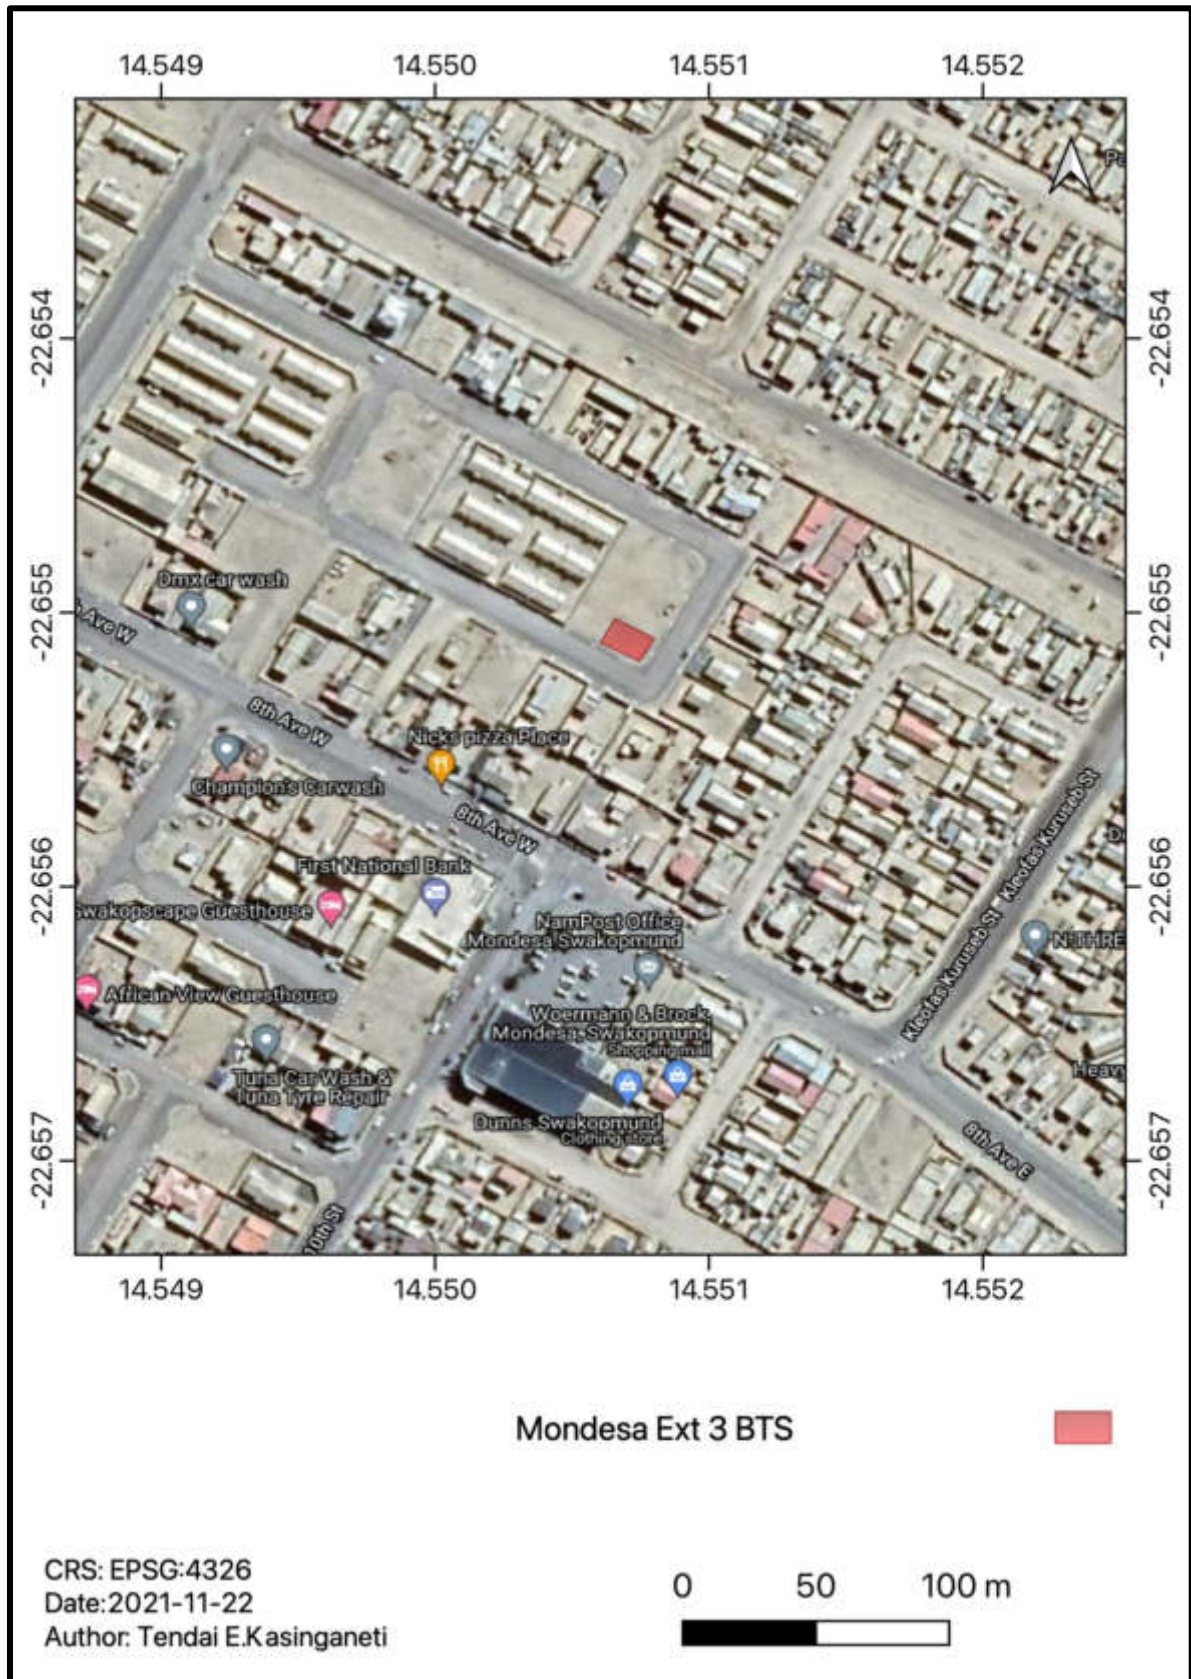 14.549 14.550 14.551 14.552
-22.654 -22.654
-22.655 -22.655
Dmx car wash
Ave W
8th Ave W
Nicks pizza Place
Champion's Carwash
8th Ave W
Kleofas Kuruseb St
-22.656 -22.656
First National Bank
Swakopscape Guesthouse
NamPost Office
Mondesa Swakopmund
N THRE
Kleofas Kuruseb St
African View Guesthouse
Woermann & Brock
Mondesa, Swakopmund
Shopping mall
Tuna Car Wash &
Tuna Tyre Repair
Heavy
Dunns Swakopmund
Clothing store
8th Ave E
-22.657 -22.657
10th St
14.549 14.550 14.551 14.552
Mondesa Ext 3 BTS
CRS: EPSG:4326
Date:2021-11-22
Author: Tendai E.Kasinganeti
0 50 100 m